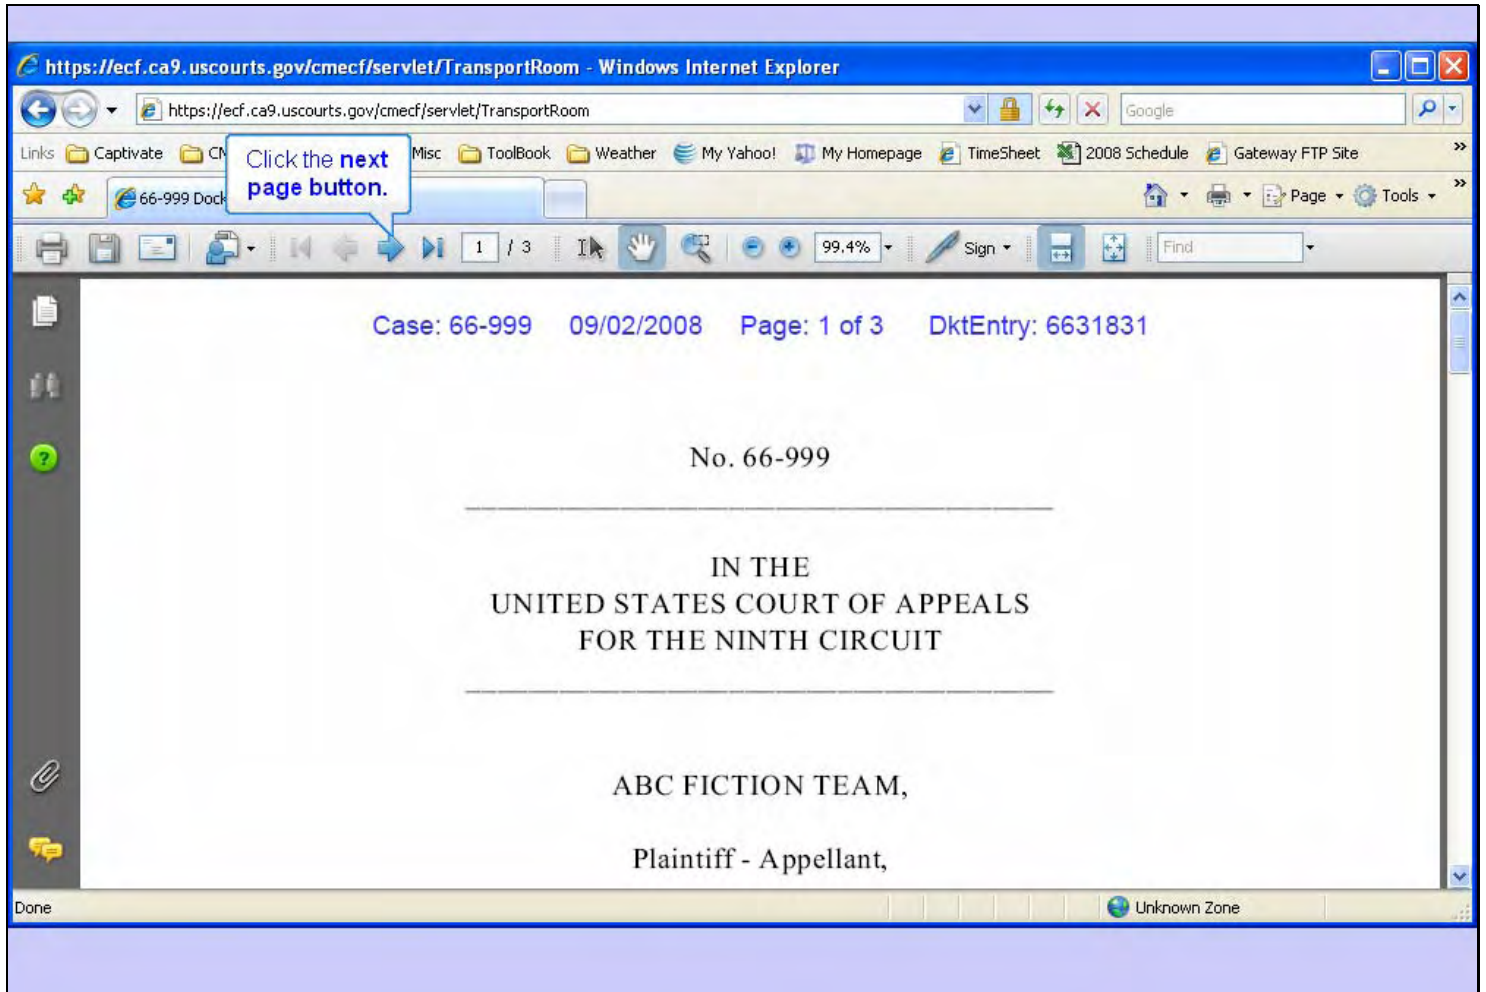 https://ecf.ca9.uscourts.gov/cmecf/servlet/TransportRoom - Windows Internet Explorer
https://ecf.ca9.uscourts.gov/cmecf/servlet/TransportRoom
Google
Links Captivate Misc ToolBook Weather My Yahoo! My Homepage TimeSheet 2008 Schedule Gateway FTP Site »
Click the next
page button.
66-999 Page Tools »
1 / 3 99.4% Sign Find
Case: 66-999 09/02/2008 Page: 1 of 3 DktEntry: 6631831
No. 66-999
IN THE
UNITED STATES COURT OF APPEALS
FOR THE NINTH CIRCUIT
ABC FICTION TEAM,
Plaintiff - Appellant,
Done Unknown Zone